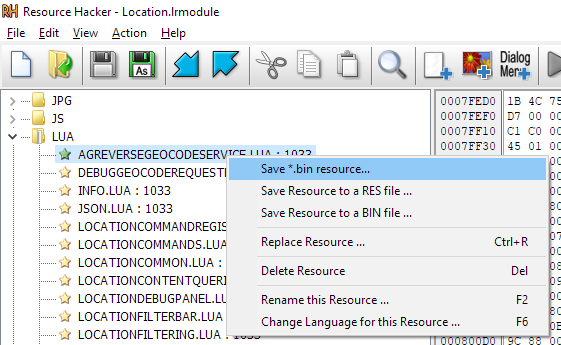 Resource Hacker - Location.lrmodule
File Edit View Action Help
As
Dialog
JPG
JS
LUA
AGREVERSEGEOCODESERVICE.LUA : 1033
DEBUGGEOCODEREQUEST
INFO.LUA : 1033
JSON.LUA : 1033
LOCATIONCOMMANDREGIS
LOCATIONCOMMANDS.LUA
LOCATIONCOMMON.LUA
LOCATIONCONTENTQUERI
LOCATIONDEBUGPANEL.LU
LOCATIONFILTERBAR.LUA
LOCATIONFILTERING.LUA
Save *.bin resource...
Save Resource to a RES file ...
Save Resource to a BIN file ...
Replace Resource ... Ctrl+R
Delete Resource Del
Rename this Resource ... F2
Change Language for this Resource ... F6
0007FED0 1B 4C 75
0007FEF0 D7 00 00
0007FF10 C1 C0 00
0007FF30 45 01 00
000800D0 9C 88 00